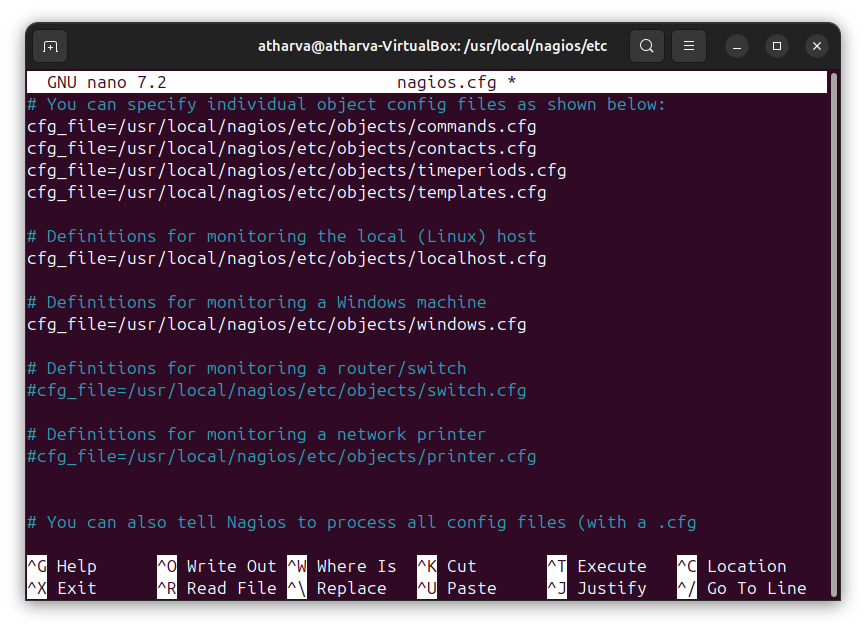 atharva@atharva-VirtualBox: /usr/local/nagios/etc
GNU nano 7.2 nagios.cfg *
# You can specify individual object config files as shown below:
cfg_file=/usr/local/nagios/etc/objects/commands.cfg
cfg_file=/usr/local/nagios/etc/objects/contacts.cfg
cfg_file=/usr/local/nagios/etc/objects/timeperiods.cfg
cfg_file=/usr/local/nagios/etc/objects/templates.cfg
# Definitions for monitoring the local (Linux) host
cfg_file=/usr/local/nagios/etc/objects/localhost.cfg
# Definitions for monitoring a Windows machine
cfg_file=/usr/local/nagios/etc/objects/windows.cfg
# Definitions for monitoring a router/switch
#cfg_file=/usr/local/nagios/etc/objects/switch.cfg
# Definitions for monitoring a network printer
#cfg_file=/usr/local/nagios/etc/objects/printer.cfg
# You can also tell Nagios to process all config files (with a .cfg
^G Help ^O Write Out ^W Where Is ^K Cut ^T Execute ^C Location
^X Exit ^R Read File ^\ Replace ^U Paste ^J Justify ^/ Go To Line